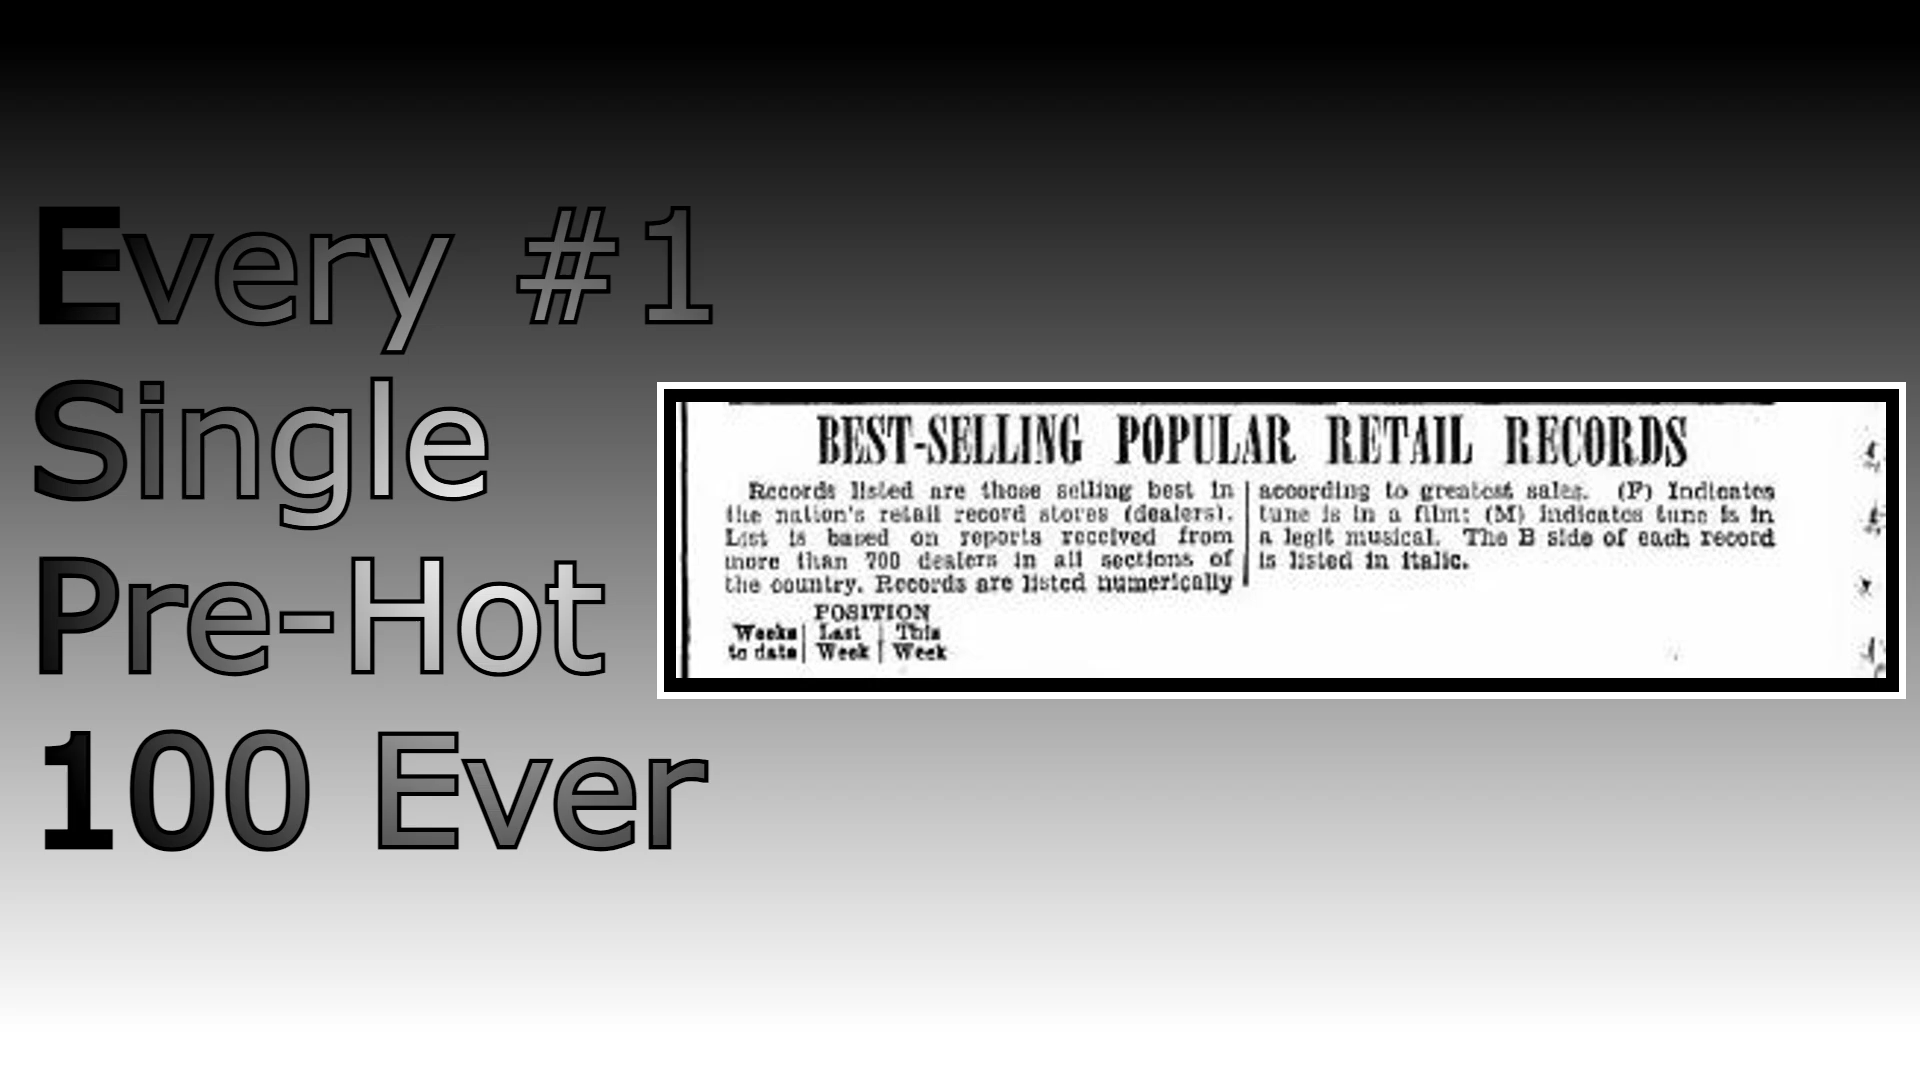 Every #1
Single
Pre-Hot
100 Ever
BEST-SELLING POPULAR RETAIL RECORDS
Records listed are those selling best in
the nation's retail record stores (dealers).
List is based on reports received from
more than 700 dealers in all sections of
the country. Records are listed numerically
according to greatest sales. (F) Indicates
tune is in a film; (M) indicates tune is in
a legit musical. The B side of each record
is listed in italic.
POSITION
Weeks | Last | This
to date | Week | Week